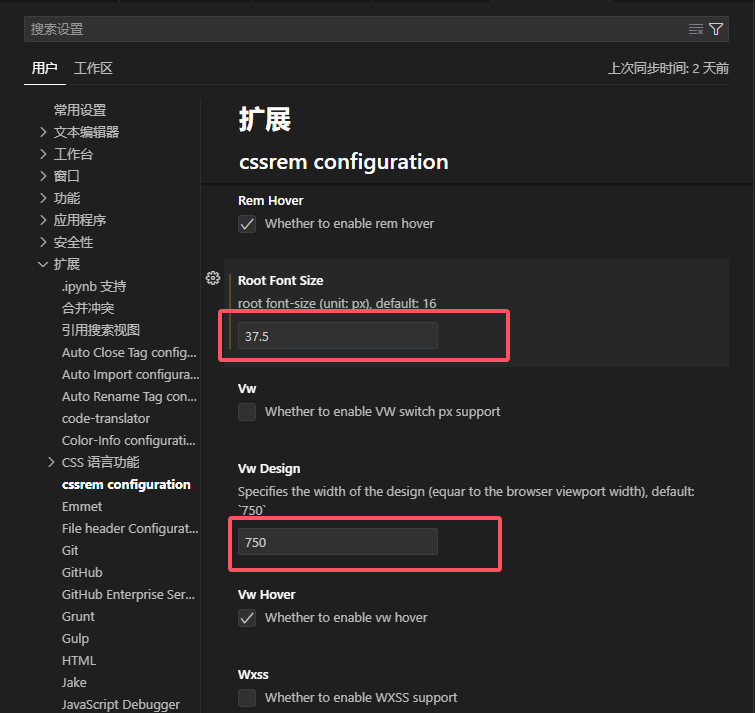 搜索设置
用户 工作区 上次同步时间: 2 天前
常用设置
文本编辑器
工作台
窗口
功能
应用程序
安全性
扩展
.ipynb 支持
合并冲突
引用搜索视图
Auto Close Tag config...
Auto Import configura...
Auto Rename Tag con...
code-translator
Color-Info configurati...
CSS 语言功能
cssrem configuration
Emmet
File header Configurat...
Git
GitHub
GitHub Enterprise Ser...
Grunt
Gulp
HTML
Jake
JavaScript Debugger
扩展
cssrem configuration
Rem Hover
Whether to enable rem hover
Root Font Size
root font-size (unit: px), default: 16
37.5
Vw
Whether to enable VW switch px support
Vw Design
Specifies the width of the design (equar to the browser viewport width), default:
`750`
750
Vw Hover
Whether to enable vw hover
Wxss
Whether to enable WXSS support